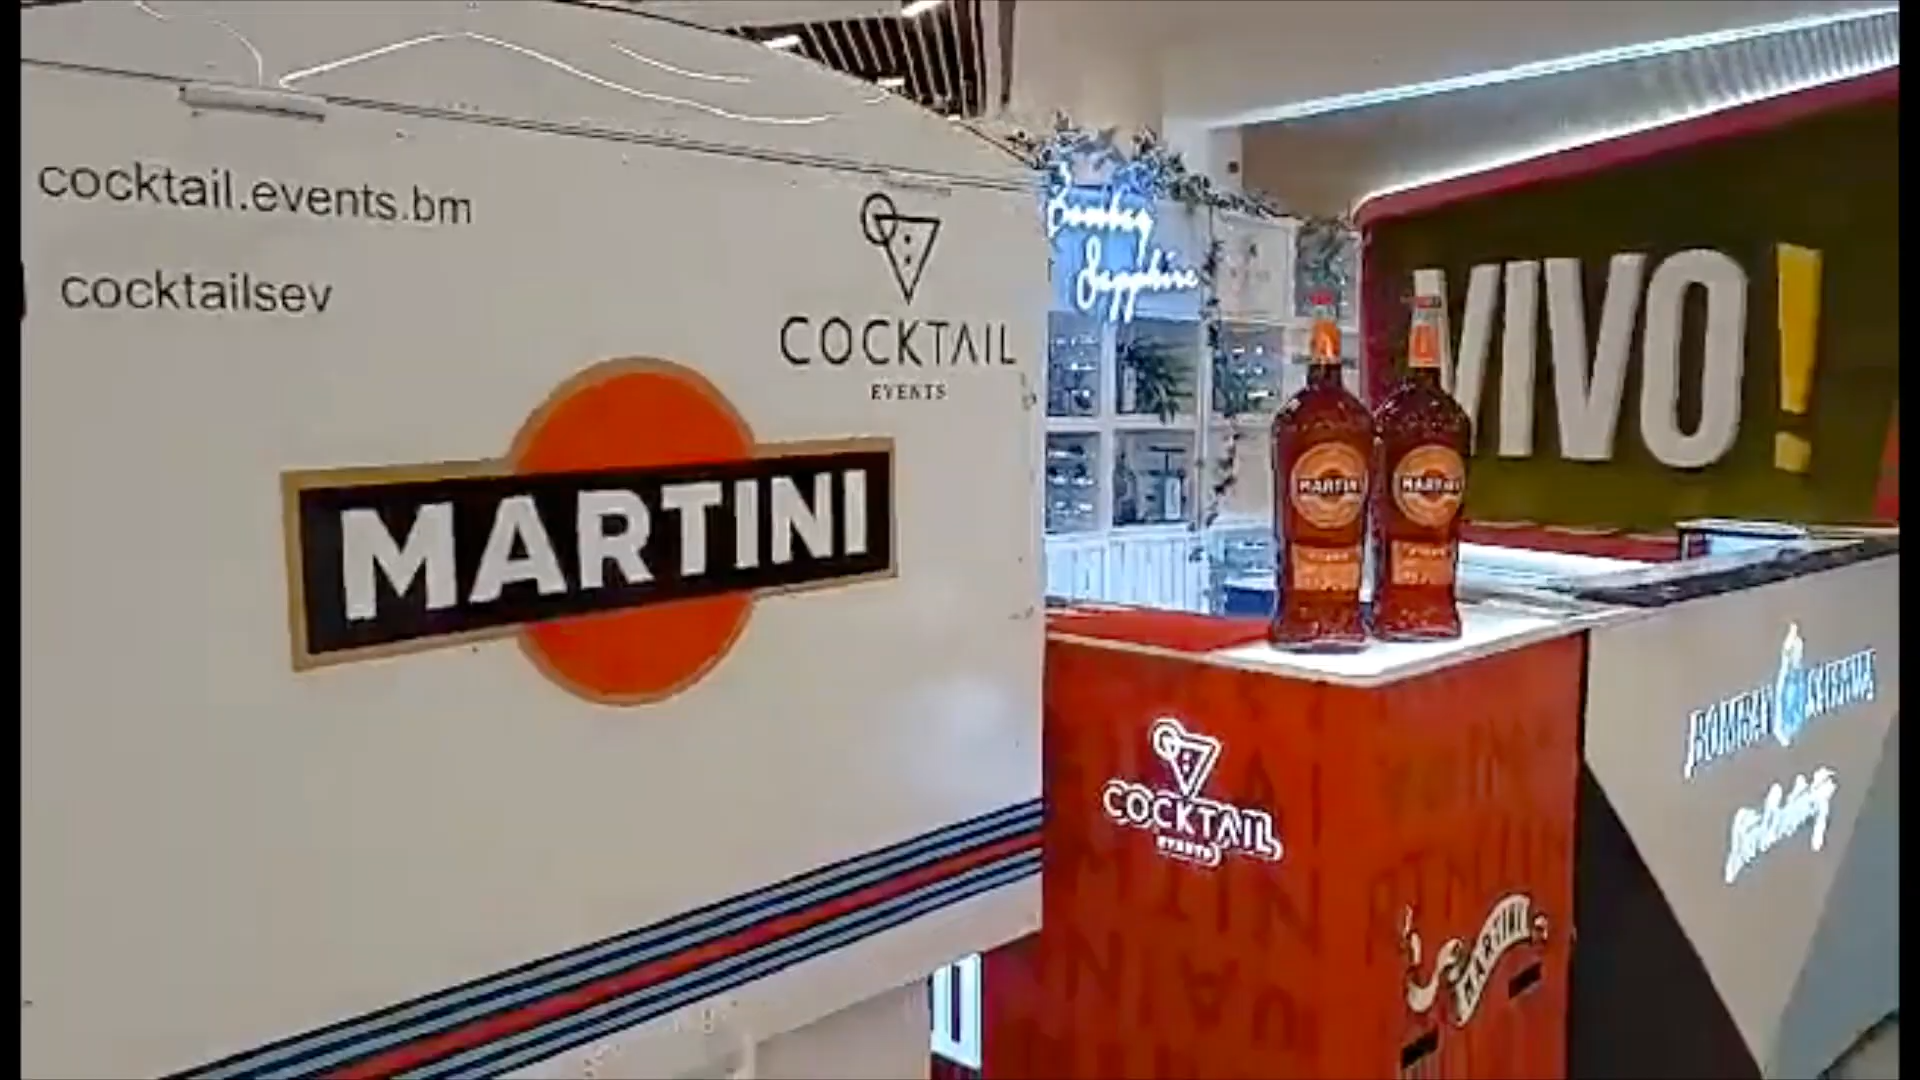 cocktail.events.bm
cocktailsev
COCKTAIL
EVENTS
MARTINI
Bombay
Sapphire
VIVO!
MARTINI
MARTINI
COCKTAIL
EVENTS
MARTINI
BOMBAY SAPPHIRE